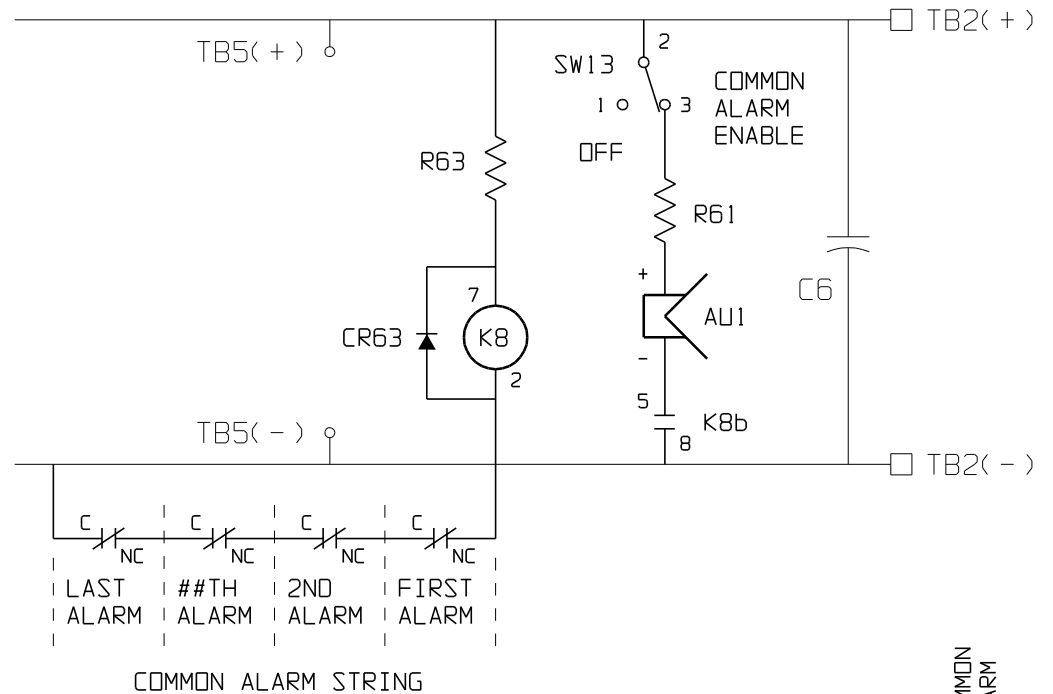 TB2(+)
TB5(+)
2
SW13
1
3
COMMON
ALARM
ENABLE
OFF
R63
R61
+
7
C6
CR63
K8
AU1
2
-
5
K8b
8
TB5(-)
TB2(-)
C
NC
C
NC
C
NC
C
NC
LAST
ALARM
##TH
ALARM
2ND
ALARM
FIRST
ALARM
COMMON ALARM STRING